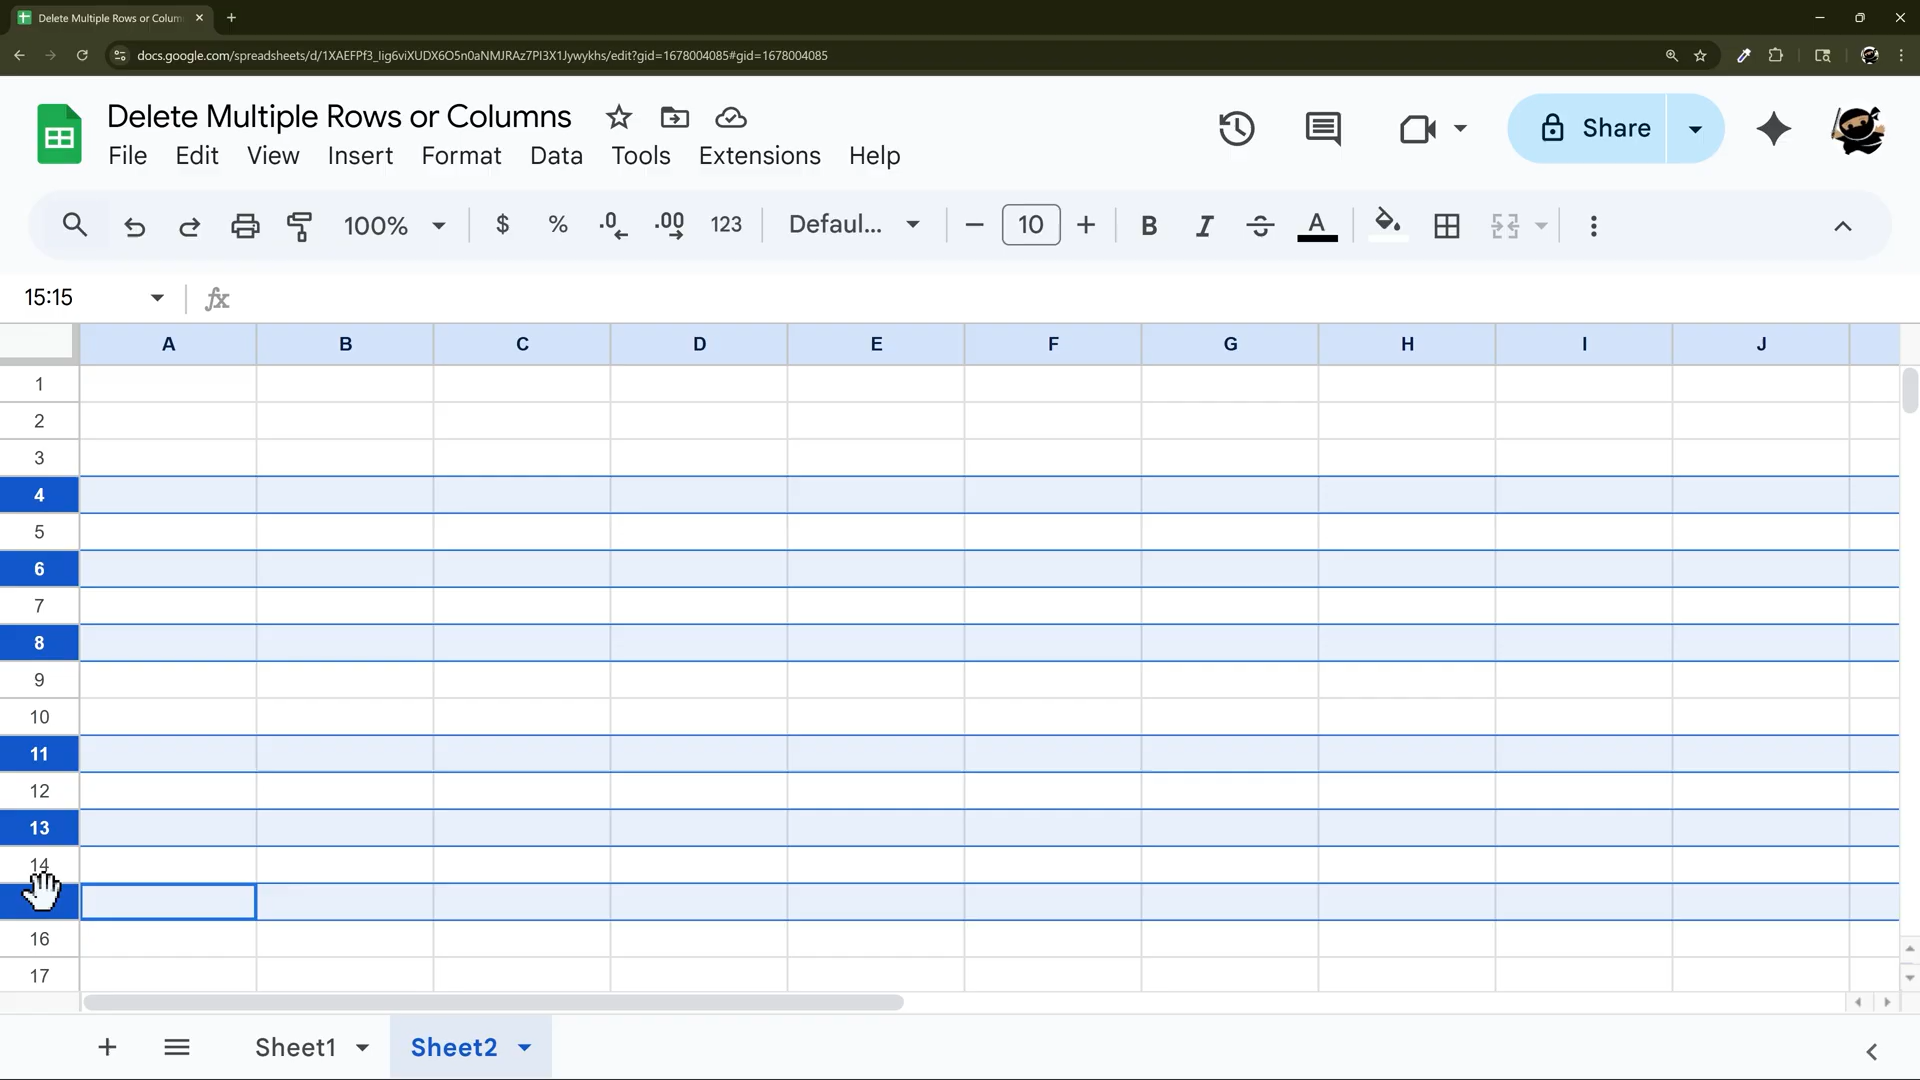 Delete Multiple Rows or Colum
docs.google.com/spreadsheets/d/1XAEFPf3_Iig6viXUDX6O5n0aNMJRAz7Pl3X1Jywykhs/edit?gid=1678004085#gid=1678004085
Delete Multiple Rows or Columns
File Edit View Insert Format Data Tools Extensions Help
Share
100% $ % .0 .00 123 Defaul... 10 B I S A
15:15 fx
A B C D E F G H I J
1
2
3
4
5
6
7
8
9
10
11
12
13
14
16
17
Sheet1 Sheet2